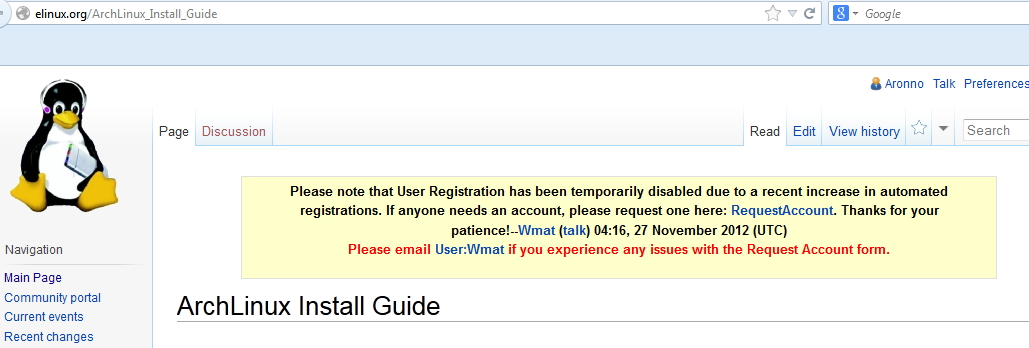 elinux.org/ArchLinux_Install_Guide
8 Google
Aronno Talk Preferences
Page Discussion Read Edit View history Search
Please note that User Registration has been temporarily disabled due to a recent increase in automated
registrations. If anyone needs an account, please request one here: RequestAccount. Thanks for your
patience!--Wmat (talk) 04:16, 27 November 2012 (UTC)
Please email User:Wmat if you experience any issues with the Request Account form.
Navigation
Main Page
Community portal
Current events
Recent changes
ArchLinux Install Guide